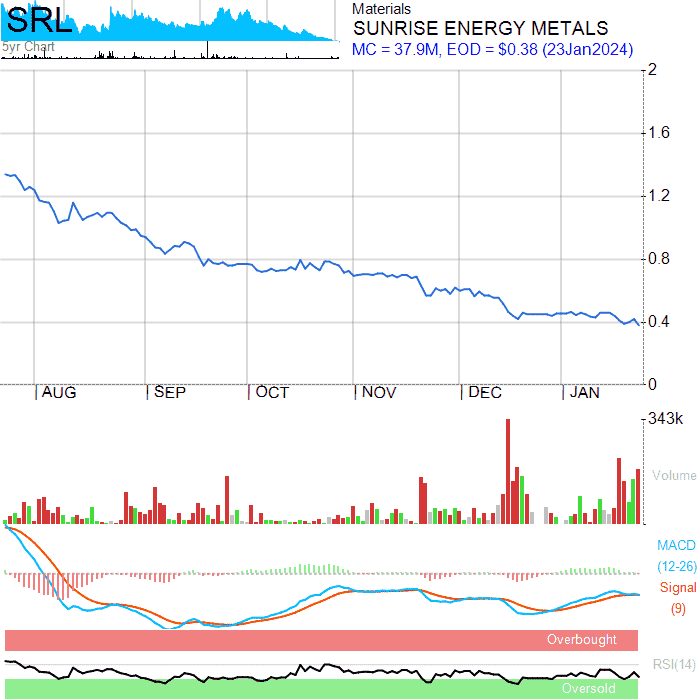 SRL
5yr Chart
Materials
SUNRISE ENERGY METALS
MC = 37.9M, EOD = $0.38 (23Jan2024)
2
1.6
1.2
0.8
0.4
0
AUG SEP OCT NOV DEC JAN
343k
Volume
MACD
(12-26)
Signal
(9)
Overbought
RSI(14)
Oversold